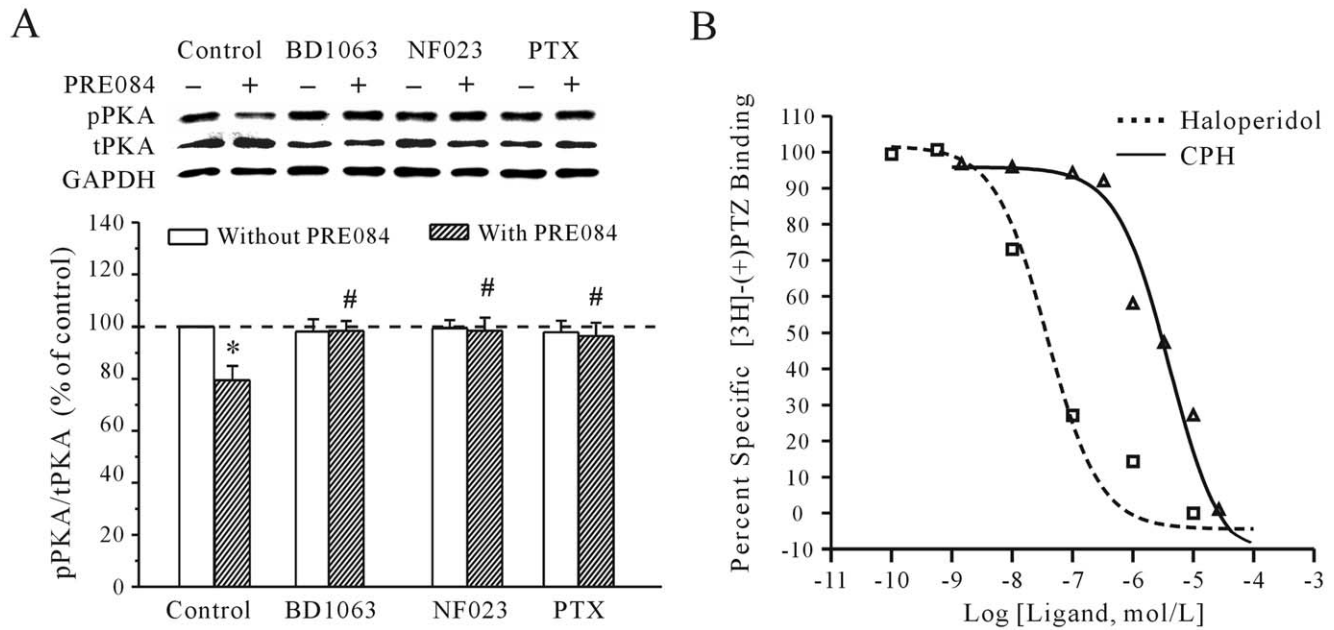 A
Control BD1063 NF023 PTX
PRE084 – + – + – + – +
pPKA
tPKA
GAPDH
pPKA/tPKA (% of control)
140
120
100
80
60
40
20
0
Without PRE084 With PRE084
*
# # #
Control BD1063 NF023 PTX
B
Percent Specific [3H]-(+)PTZ Binding
110
100
90
80
70
60
50
40
30
20
10
0
-10
Haloperidol
CPH
-11 -10 -9 -8 -7 -6 -5 -4 -3
Log [Ligand, mol/L]